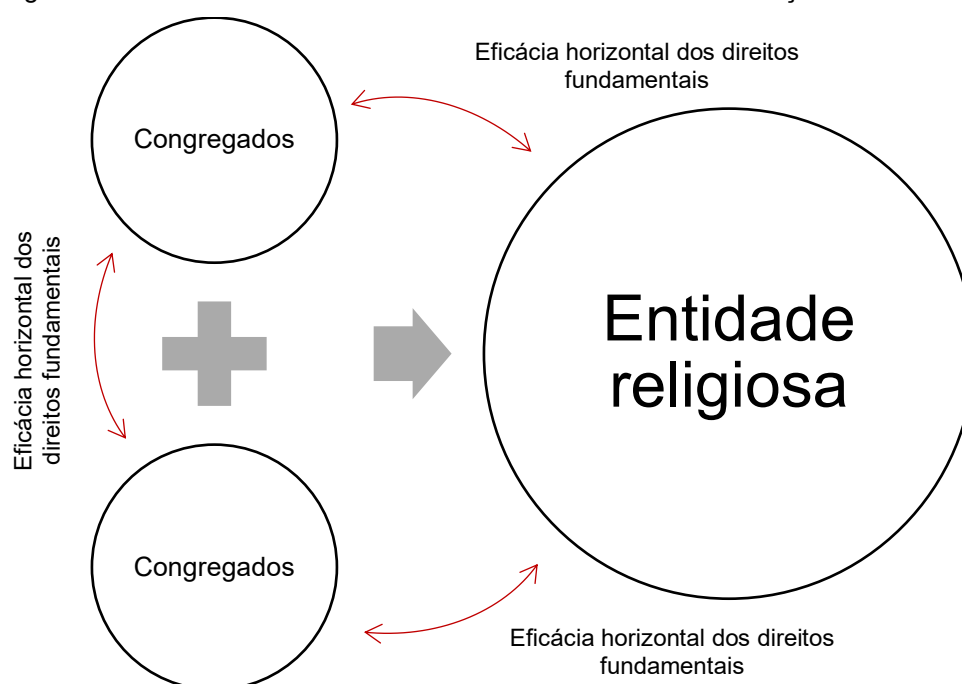 Eficácia horizontal dos direitos
fundamentais
Congregados
Eficácia horizontal dos
direitos fundamentais
Entidade
religiosa
Congregados
Eficácia horizontal dos direitos
fundamentais